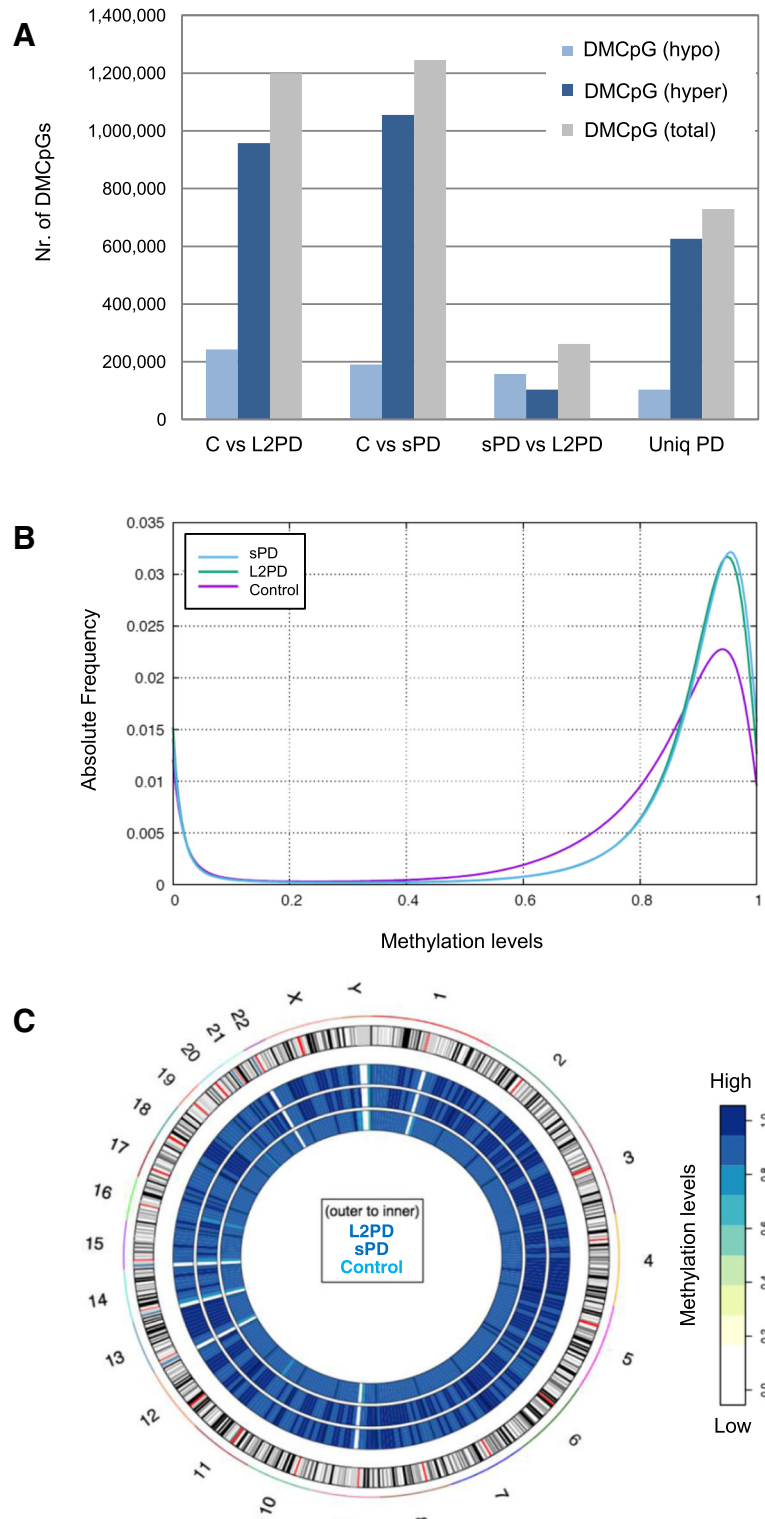 A
1,400,000
1,200,000
1,000,000
800,000
600,000
400,000
200,000
0
Nr. of DMCpGs
DMCpG (hypo)
DMCpG (hyper)
DMCpG (total)
C vs L2PD
C vs sPD
sPD vs L2PD
Uniq PD
B
0.035
0.03
0.025
0.02
0.015
0.01
0.005
0
Absolute Frequency
sPD
L2PD
Control
0
0.2
0.4
0.6
0.8
1
Methylation levels
C
Y
1
2
3
4
5
6
7
10
11
12
13
14
15
16
17
18
19
20
21
22
X
(outer to inner)
L2PD
sPD
Control
High
Methylation levels
Low